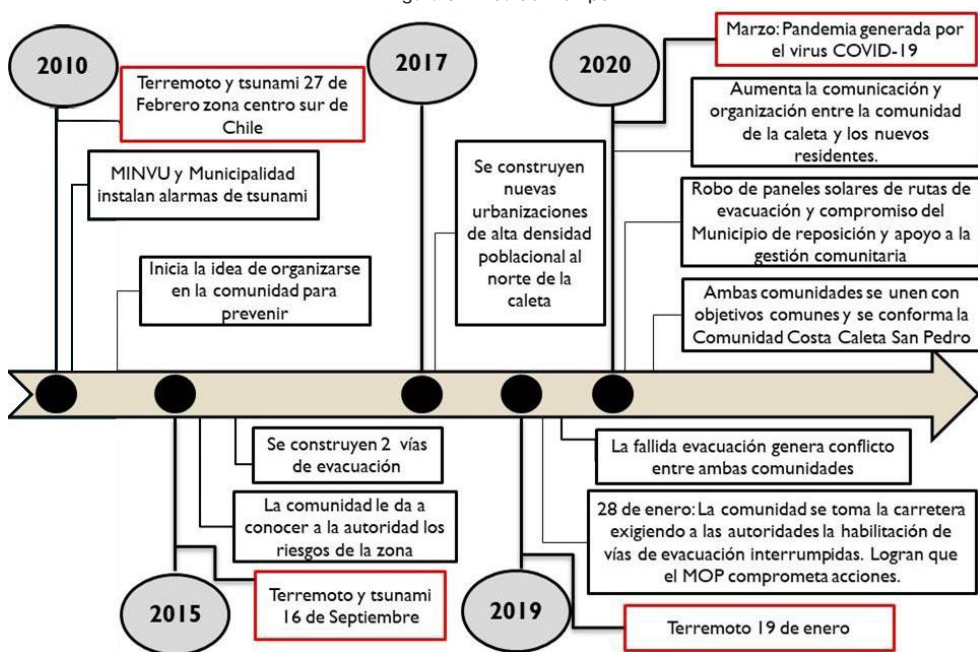 2010
Terremoto y tsunami 27 de
Febrero zona centro sur de
Chile
MINVU y Municipalidad
instalan alarmas de tsunami
Inicia la idea de organizarse
en la comunidad para
prevenir
2015
Terremoto y tsunami
16 de Septiembre
La comunidad le da a
conocer a la autoridad los
riesgos de la zona
Se construyen 2 vías
de evacuación
2017
Se construyen
nuevas
urbanizaciones
de alta densidad
poblacional al
norte de la
caleta
2019
Terremoto 19 de enero
28 de enero: La comunidad se toma la carretera
exigiendo a las autoridades la habilitación de
vías de evacuación interrumpidas. Logran que
el MOP comprometa acciones.
La fallida evacuación genera conflicto
entre ambas comunidades
2020
Marzo: Pandemia generada por
el virus COVID-19
Aumenta la comunicación y
organización entre la comunidad
de la caleta y los nuevos
residentes.
Robo de paneles solares de rutas de
evacuación y compromiso del
Municipio de reposición y apoyo a la
gestión comunitaria
Ambas comunidades se unen con
objetivos comunes y se conforma la
Comunidad Costa Caleta San Pedro